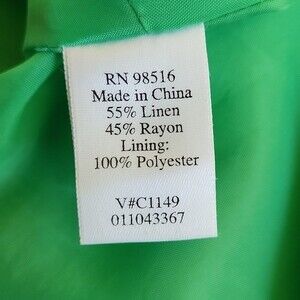 RN 98516
Made in China
55% Linen
45% Rayon
Lining:
100% Polyester
V#C1149
011043367